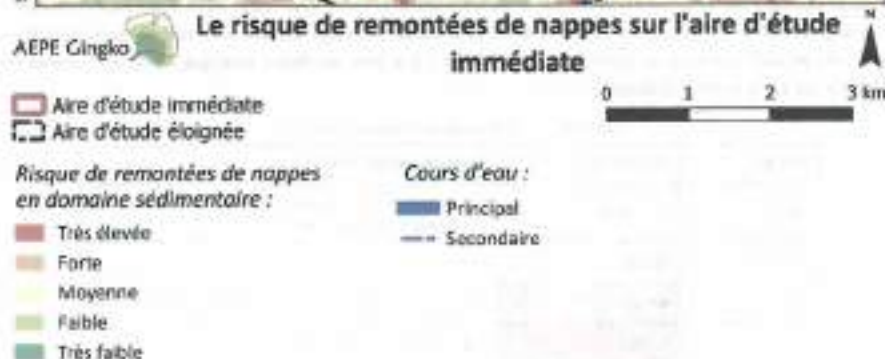 AEPE Gingko
Le risque de remontées de nappes sur l'aire d'étude
immédiate
N
0 1 2 3 km
Aire d'étude immédiate
Aire d'étude éloignée
Risque de remontées de nappes
en domaine sédimentaire :
Très élevée
Forte
Moyenne
Faible
Très faible
Cours d'eau :
Principal
Secondaire